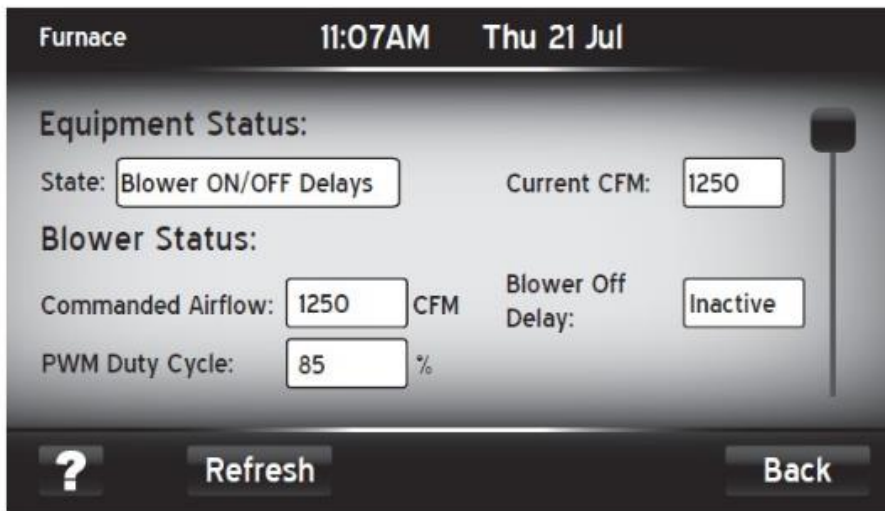 Furnace 11:07AM Thu 21 Jul
Equipment Status:
State: Blower ON/OFF Delays Current CFM: 1250
Blower Status:
Commanded Airflow: 1250 CFM Blower Off Delay: Inactive
PWM Duty Cycle: 85 %
? Refresh Back